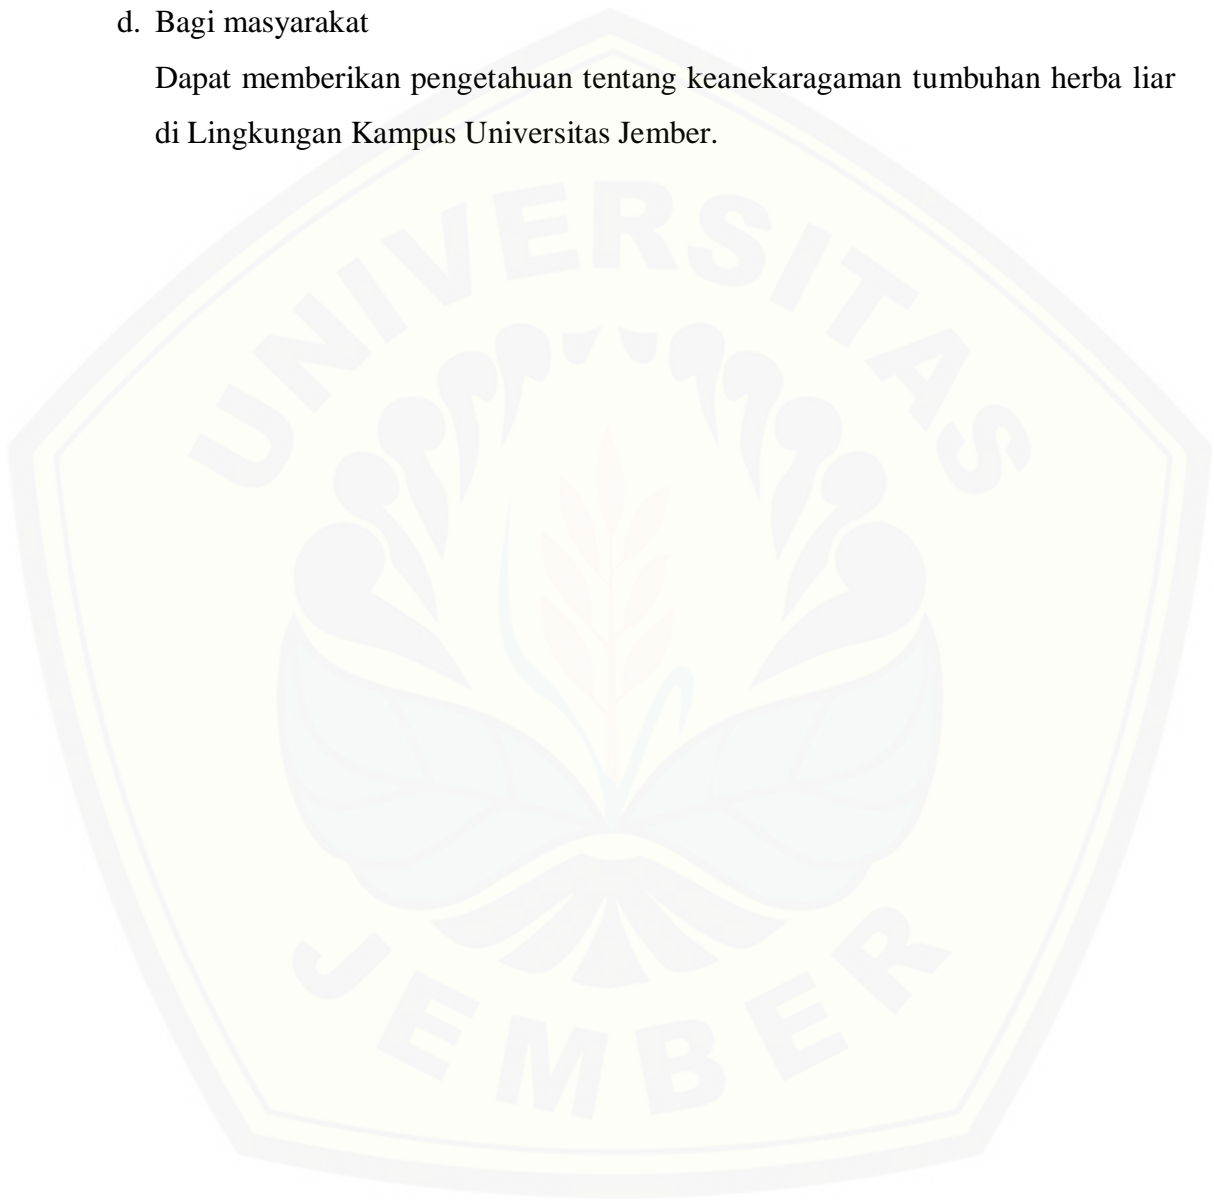 d. Bagi masyarakat
Dapat memberikan pengetahuan tentang keanekaragaman tumbuhan herba liar
di Lingkungan Kampus Universitas Jember.
UNIVERSITAS
JEMBER